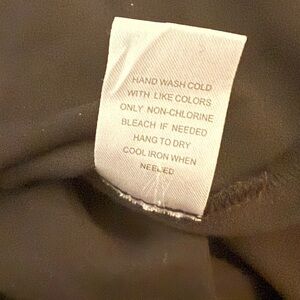 HAND WASH COLD
WITH LIKE COLORS
ONLY NON-CHLORINE
BLEACH IF NEEDED
HANG TO DRY
COOL IRON WHEN
NEEDED